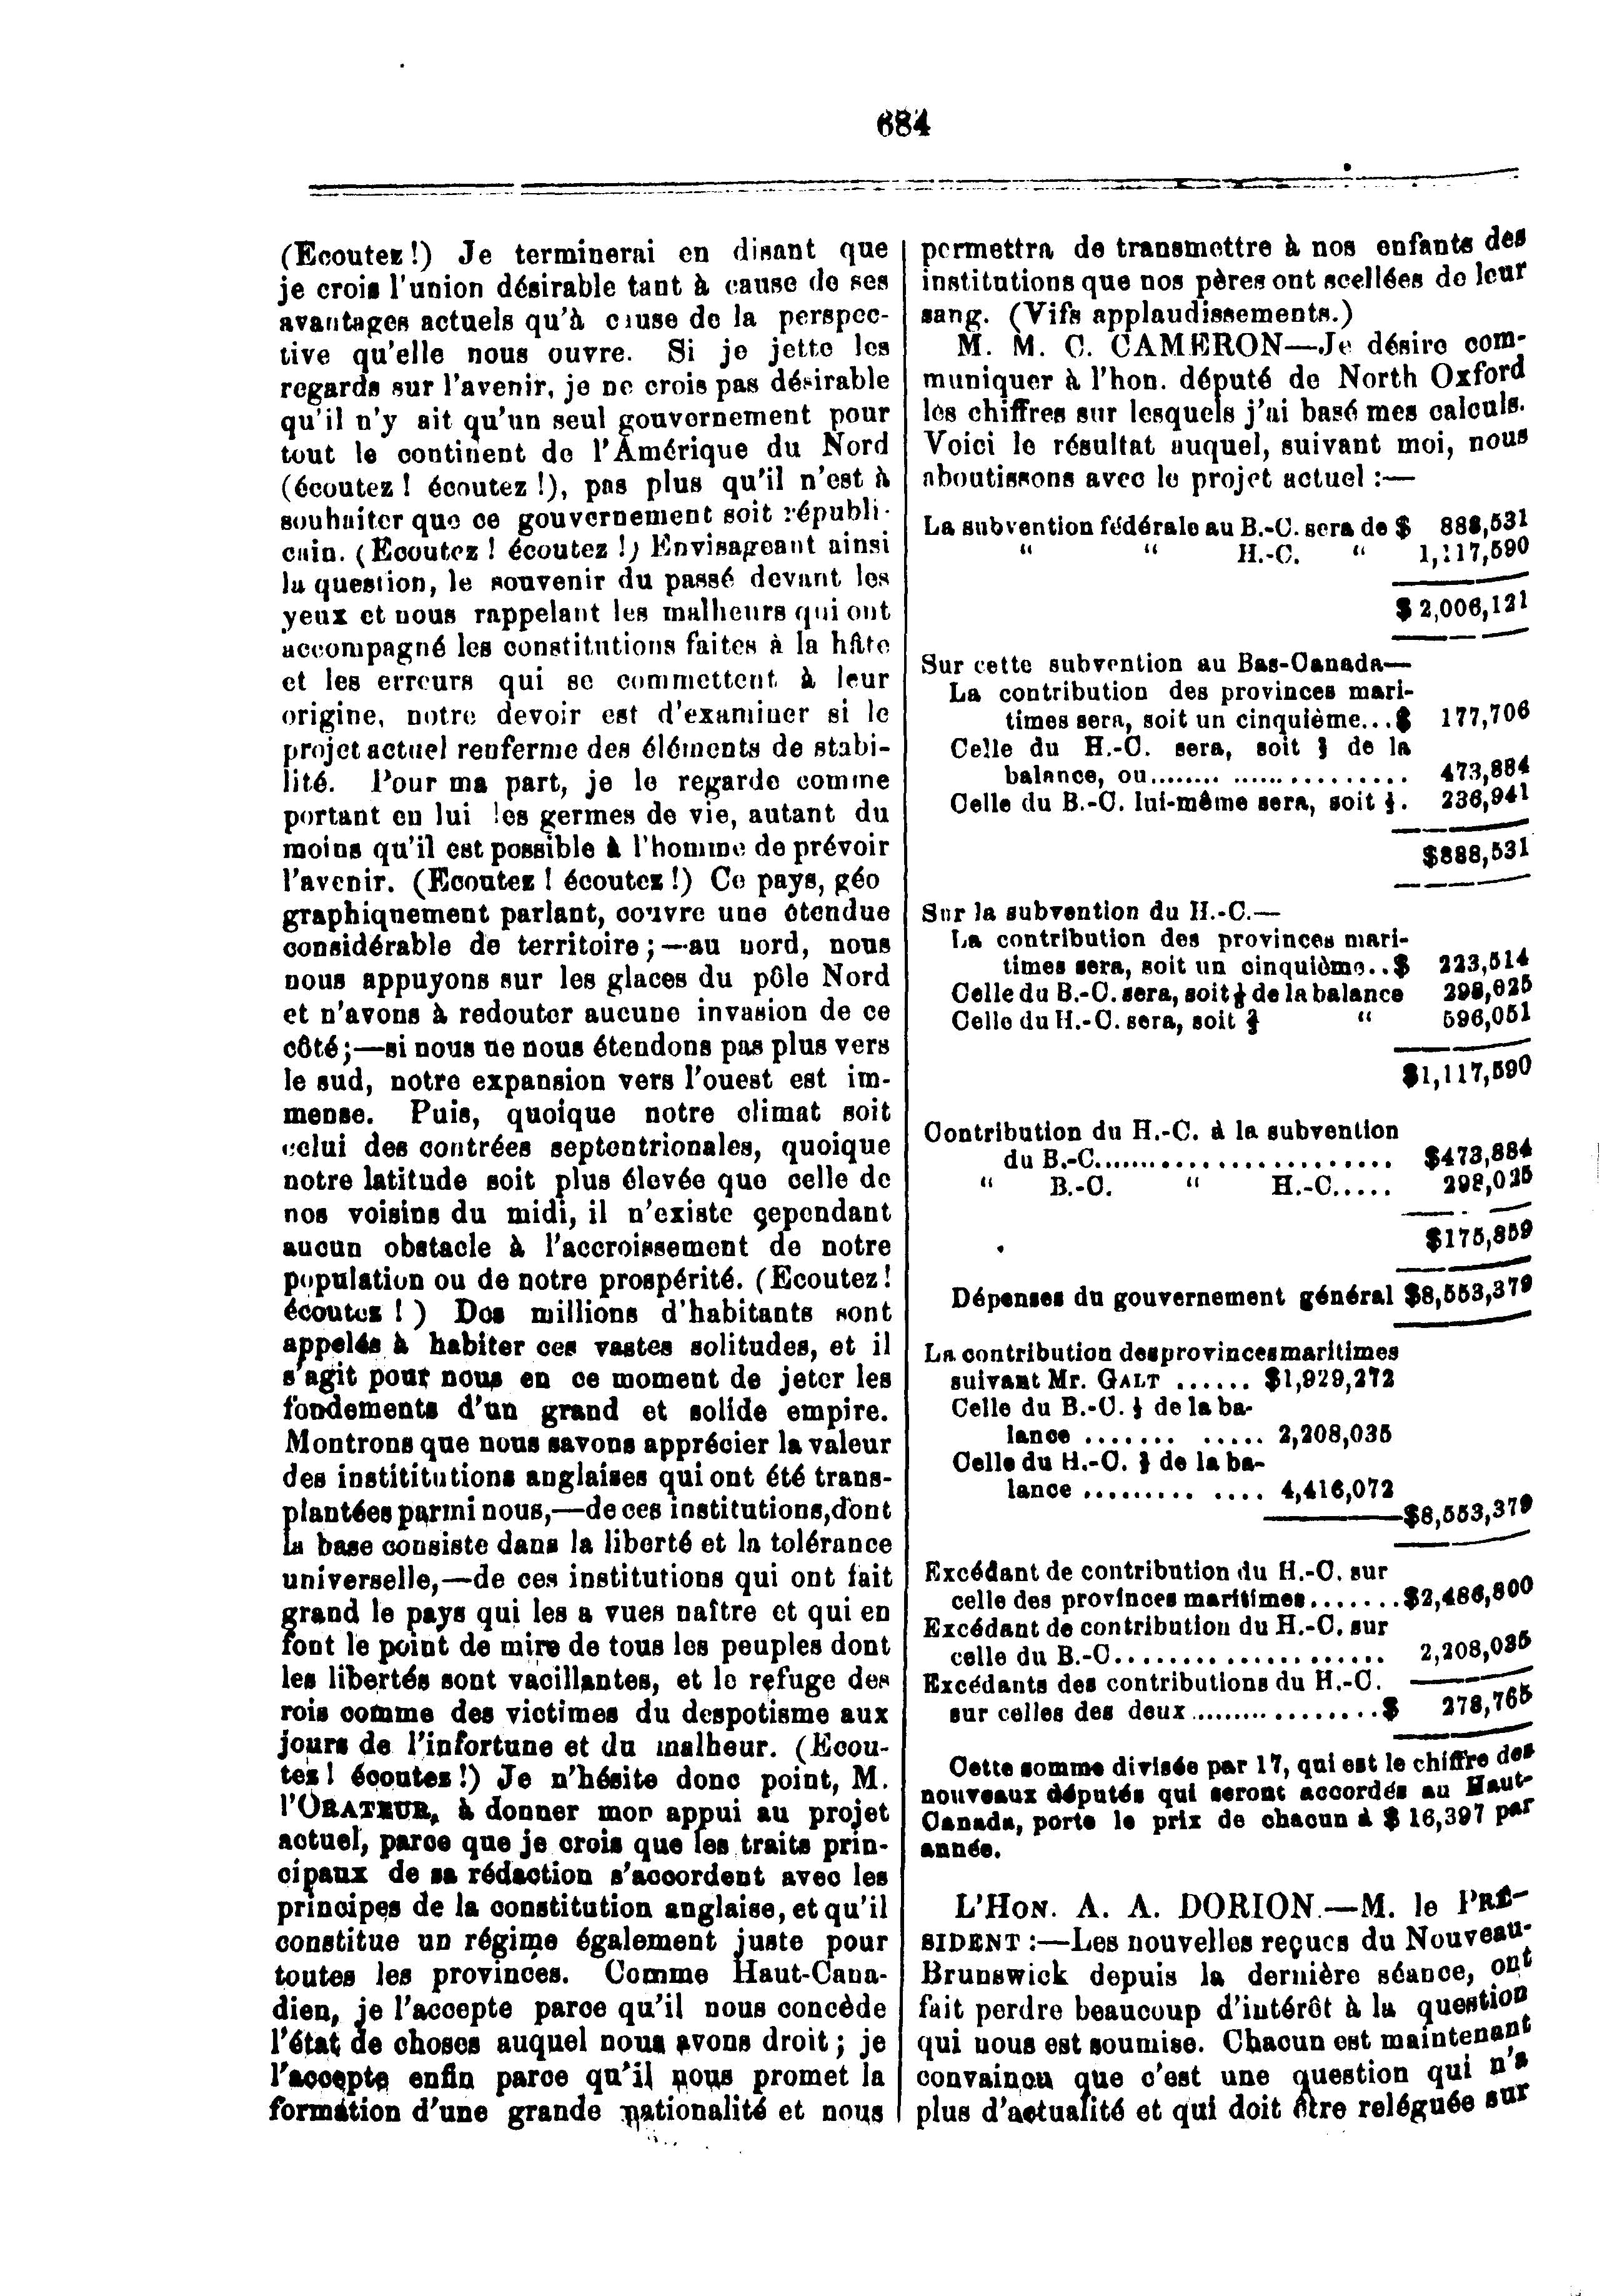 684
(Ecoutez !) Je terminerai en disant que
je crois l'union désirable tant à cause de ses
avantages actuels qu'à cause de la perspec-
tive qu'elle nous ouvre. Si je jette les
regards sur l'avenir, je ne crois pas désirable
qu'il n'y ait qu'un seul gouvernement pour
tout le continent de l'Amérique du Nord
(écoutez ! écoutez !), pas plus qu'il n'est à
souhaiter que ce gouvernement soit républi-
cain. (Ecoutez ! écoutez !) Envisageant ainsi
la question, le souvenir du passé devant les
yeux et nous rappelant les malheurs qui ont
accompagné les constitutions faites à la hâte
et les erreurs qui se commettent à leur
origine, notre devoir est d'examiner si le
projet actuel renferme des éléments de stabi-
lité. Pour ma part, je le regarde comme
portant en lui les germes de vie, autant du
moins qu'il est possible à l'homme de prévoir
l'avenir. (Ecoutez ! écoutez !) Ce pays, géo
graphiquement parlant, couvre une étendue
considérable de territoire ;—au nord, nous
nous appuyons sur les glaces du pôle Nord
et n'avons à redouter aucune invasion de ce
côté;—si nous ne nous étendons pas plus vers
le sud, notre expansion vers l'ouest est im-
mense. Puis, quoique notre climat soit
celui des contrées septentrionales, quoique
notre latitude soit plus élevée que celle de
nos voisins du midi, il n'existe cependant
aucun obstacle à l'accroissement de notre
population ou de notre prospérité. (Ecoutez !
écoutez ! ) Des millions d'habitants sont
appelés à habiter ces vastes solitudes, et il
s'agit pour nous en ce moment de jeter les
fondements d'un grand et solide empire.
Montrons que nous savons apprécier la valeur
des instititutions anglaises qui ont été trans-
plantées parmi nous,—de ces institutions,dont
la base consiste dans la liberté et la tolérance
universelle,—de ces institutions qui ont fait
grand le pays qui les a vues naître et qui en
font le point de mire de tous les peuples dont
les libertés sont vacillantes, et le refuge des
rois comme des victimes du despotisme aux
jours de l'infortune et du malheur. (Ecou-
tez ! écoutez !) Je n'hésite donc point, M.
l'ORATEUR, à donner mon appui au projet
actuel, parce que je crois que les traits prin-
cipaux de sa rédaction s'accordent avec les
principes de la constitution anglaise, et qu'il
constitue un régime également juste pour
toutes les provinces. Comme Haut-Cana-
dien, je l'accepte parce qu'il nous concède
l'état de choses auquel nous avons droit ; je
l'accepte enfin parce qu'il nous promet la
formation d'une grande nationalité et nous
permettra de transmettre à nos enfants des
institutions que nos pères ont scellées de leur
sang. (Vifs applaudissements.)
M. M. C. CAMERON—Je désire com-
muniquer à l'hon. député de North Oxford
les chiffres sur lesquels j'ai basé mes calculs.
Voici le résultat auquel, suivant moi, nous
aboutissons avec le projet actuel :—
La subvention fédérale au B.-C. sera de $ 888,531
“ “ H.-C. “ 1,117,590
$ 2,006,121
Sur cette subvention au Bas-Canada—
La contribution des provinces mari-
times sera, soit un cinquième...$ 177,706
Celle du H.-C. sera, soit ⅔ de la
balance, ou........ ...... .......... 473,884
Celle du B.-C. lui-même sera, soit ⅓. 236,941
$888,531
Sur la subvention du H.-C.—
La contribution des provinces mari-
times sera, soit un cinquième..$ 223,514
Celle du B.-C. sera, soit ⅓ de la balance 298,025
Celle du H.-C. sera, soit ⅔ “ 596,051
$1,117,590
Contribution du H.-C. à la subvention
du B.-C............................ $473,884
“ B.-C. “ H.-C..... 298,025
$175,859
Dépenses du gouvernement général $8,553,379
La contribution des provinces maritimes
suivant Mr. GALT ...... $1,929,272
Celle du B.-C. ⅓ de la ba-
lance ....... ..... 2,208,035
Celle du H.-C. ⅔ de la ba-
lance ......... .... 4,416,072
$8,553,379
Excédant de contribution du H.-C. sur
celle des provinces maritimes.......$2,486,800
Excédant de contribution du H.-C. sur
celle du B.-C..................... 2,208,035
Excédants des contributions du H.-C.
sur celles des deux ................$ 278,765
Cette somme divisée par 17, qui est le chiffre des
nouveaux députés qui seront accordés au Haut-
Canada, porte le prix de chacun à $ 16,397 par
année.
L'HON. A. A. DORION.—M. le PRÉ-
SIDENT :—Les nouvelles reçues du Nouveau-
Brunswick depuis la dernière séance, ont
fait perdre beaucoup d'intérêt à la question
qui nous est soumise. Chacun est maintenant
convaincu que c'est une question qui n'a
plus d'actualité et qui doit être reléguée sur